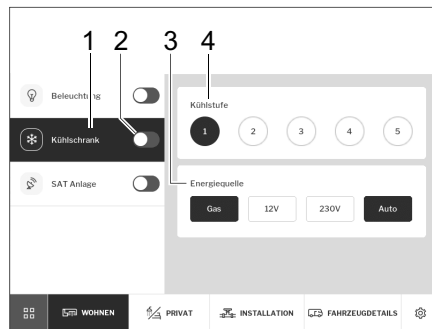 1 2 3 4
Beleuchtung
Kühlschrank
SAT Anlage
Kühlstufe
1 2 3 4 5
Energiequelle
Gas 12V 230V Auto
WOHNEN PRIVAT INSTALLATION FAHRZEUGDETAILS